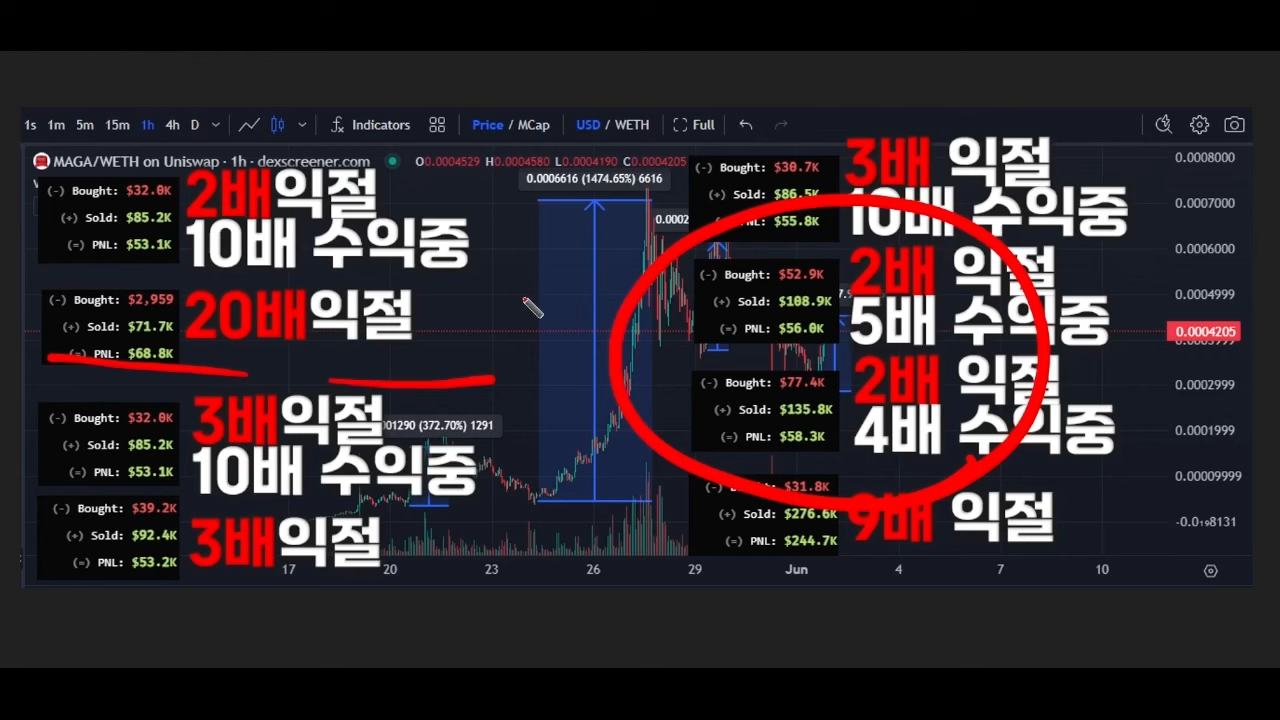 1s 1m 5m 15m 1h 4h D Indicators Price / MCap USD / WETH Full
MAGA/WETH on Uniswap · 1h · dexscreener.com O0.0004529 H0.0004580 L0.0004190 C0.0004205
0.0006616 (1474.65%) 6616
(-) Bought: $32.0K
(+) Sold: $85.2K
(=) PNL: $53.1K
2배익절
10배 수익중
(-) Bought: $2,959
(+) Sold: $71.7K
(=) PNL: $68.8K
20배익절
(-) Bought: $32.0K
(+) Sold: $85.2K
(=) PNL: $53.1K
3배익절
10배 수익중
(372.70%) 1291
(-) Bought: $39.2K
(+) Sold: $92.4K
(=) PNL: $53.2K
3배익절
(-) Bought: $30.7K
(+) Sold: $86.5K
PNL: $55.8K
3배 익절
10배 수익중
0.0002
(-) Bought: $52.9K
(+) Sold: $108.9K
(=) PNL: $56.0K
2배 익절
5배 수익중
(-) Bought: $77.4K
(+) Sold: $135.8K
(=) PNL: $58.3K
2배 익절
4배 수익중
(-) $31.8K
(+) Sold: $276.6K
(=) PNL: $244.7K
9배 익절
0.0008000
0.0007000
0.0006000
0.0004999
0.0004205
0.0002999
0.0001999
0.00009999
-0.0₅98131
17 20 23 26 29 Jun 4 7 10